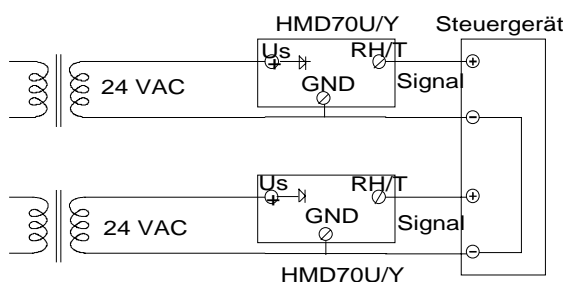 HMD70U/Y Steuergerät
Us RH/T
+
24 VAC GND Signal
-
Us RH/T
+
24 VAC GND Signal
-
HMD70U/Y